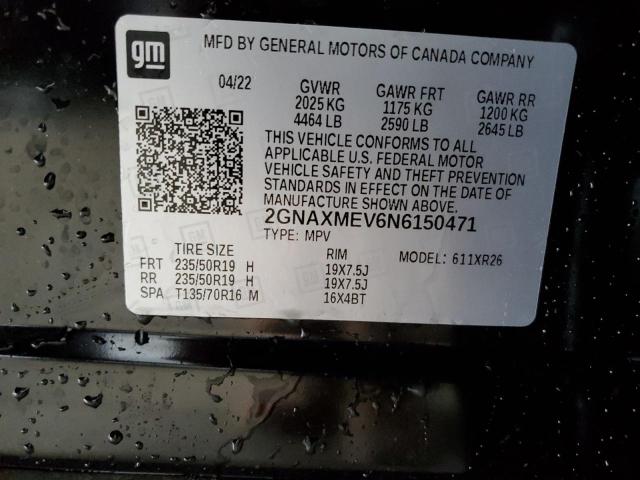 gm
MFD BY GENERAL MOTORS OF CANADA COMPANY
04/22 GVWR GAWR FRT GAWR RR
2025 KG 1175 KG 1200 KG
4464 LB 2590 LB 2645 LB
THIS VEHICLE CONFORMS TO ALL
APPLICABLE U.S. FEDERAL MOTOR
VEHICLE SAFETY AND THEFT PREVENTION
STANDARDS IN EFFECT ON THE DATE OF
MANUFACTURE SHOWN ABOVE.
2GNAXMEV6N6150471
TYPE: MPV
TIRE SIZE RIM MODEL: 611XR26
FRT 235/50R19 H 19X7.5J
RR 235/50R19 H 19X7.5J
SPA T135/70R16 M 16X4BT